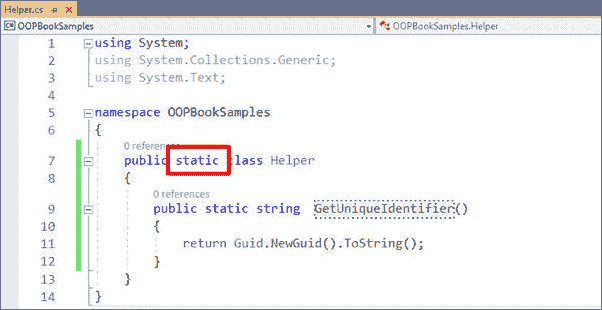 Helper.cs
OOPBookSamples OOPBookSamples.Helper
1 using System;
2 using System.Collections.Generic;
3 using System.Text;
4
5 namespace OOPBookSamples
6 {
0 references
7 public static class Helper
8 {
0 references
9 public static string GetUniqueIdentifier()
10 {
11 return Guid.NewGuid().ToString();
12 }
13 }
14 }